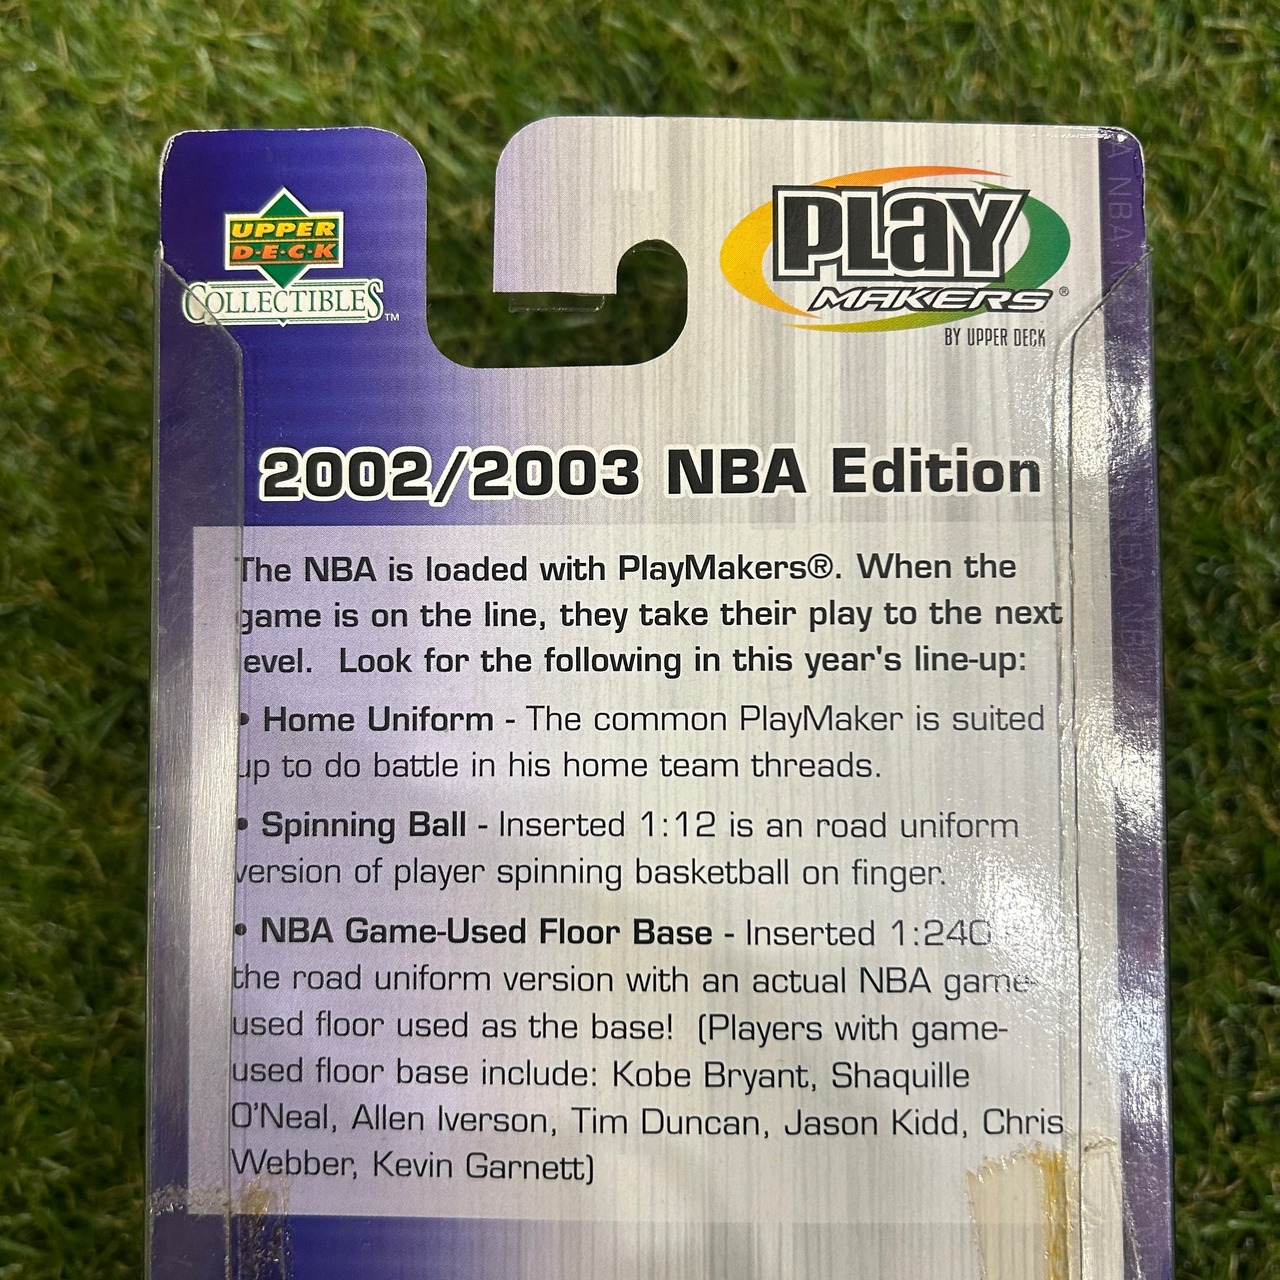 UPPER
D·E·C·K
COLLECTIBLES™
PLAY
MAKERS®
BY UPPER DECK
2002/2003 NBA Edition
The NBA is loaded with PlayMakers®. When the
game is on the line, they take their play to the next
level. Look for the following in this year's line-up:
• Home Uniform - The common PlayMaker is suited
up to do battle in his home team threads.
• Spinning Ball - Inserted 1:12 is an road uniform
version of player spinning basketball on finger.
• NBA Game-Used Floor Base - Inserted 1:240
the road uniform version with an actual NBA game-
used floor used as the base! (Players with game-
used floor base include: Kobe Bryant, Shaquille
O'Neal, Allen Iverson, Tim Duncan, Jason Kidd, Chris
Webber, Kevin Garnett)